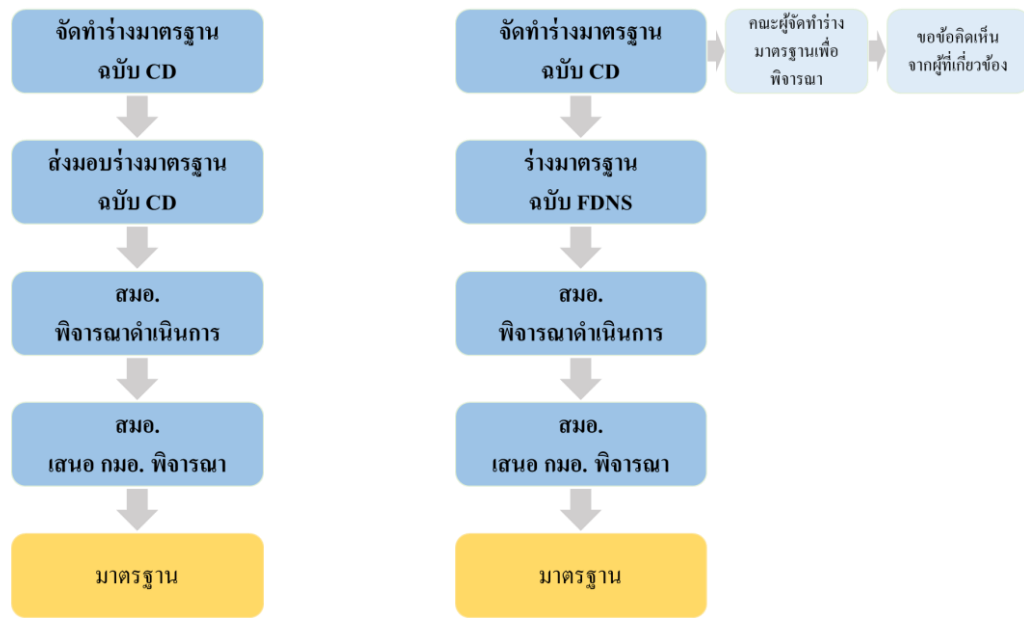 จัดทำร่างมาตรฐาน
ฉบับ CD
ส่งมอบร่างมาตรฐาน
ฉบับ CD
สมอ.
พิจารณาดำเนินการ
สมอ.
เสนอ กมอ. พิจารณา
มาตรฐาน
จัดทำร่างมาตรฐาน
ฉบับ CD
คณะผู้จัดทำร่าง
มาตรฐานเพื่อ
พิจารณา
ขอข้อคิดเห็น
จากผู้ที่เกี่ยวข้อง
ร่างมาตรฐาน
ฉบับ FDNS
สมอ.
พิจารณาดำเนินการ
สมอ.
เสนอ กมอ. พิจารณา
มาตรฐาน